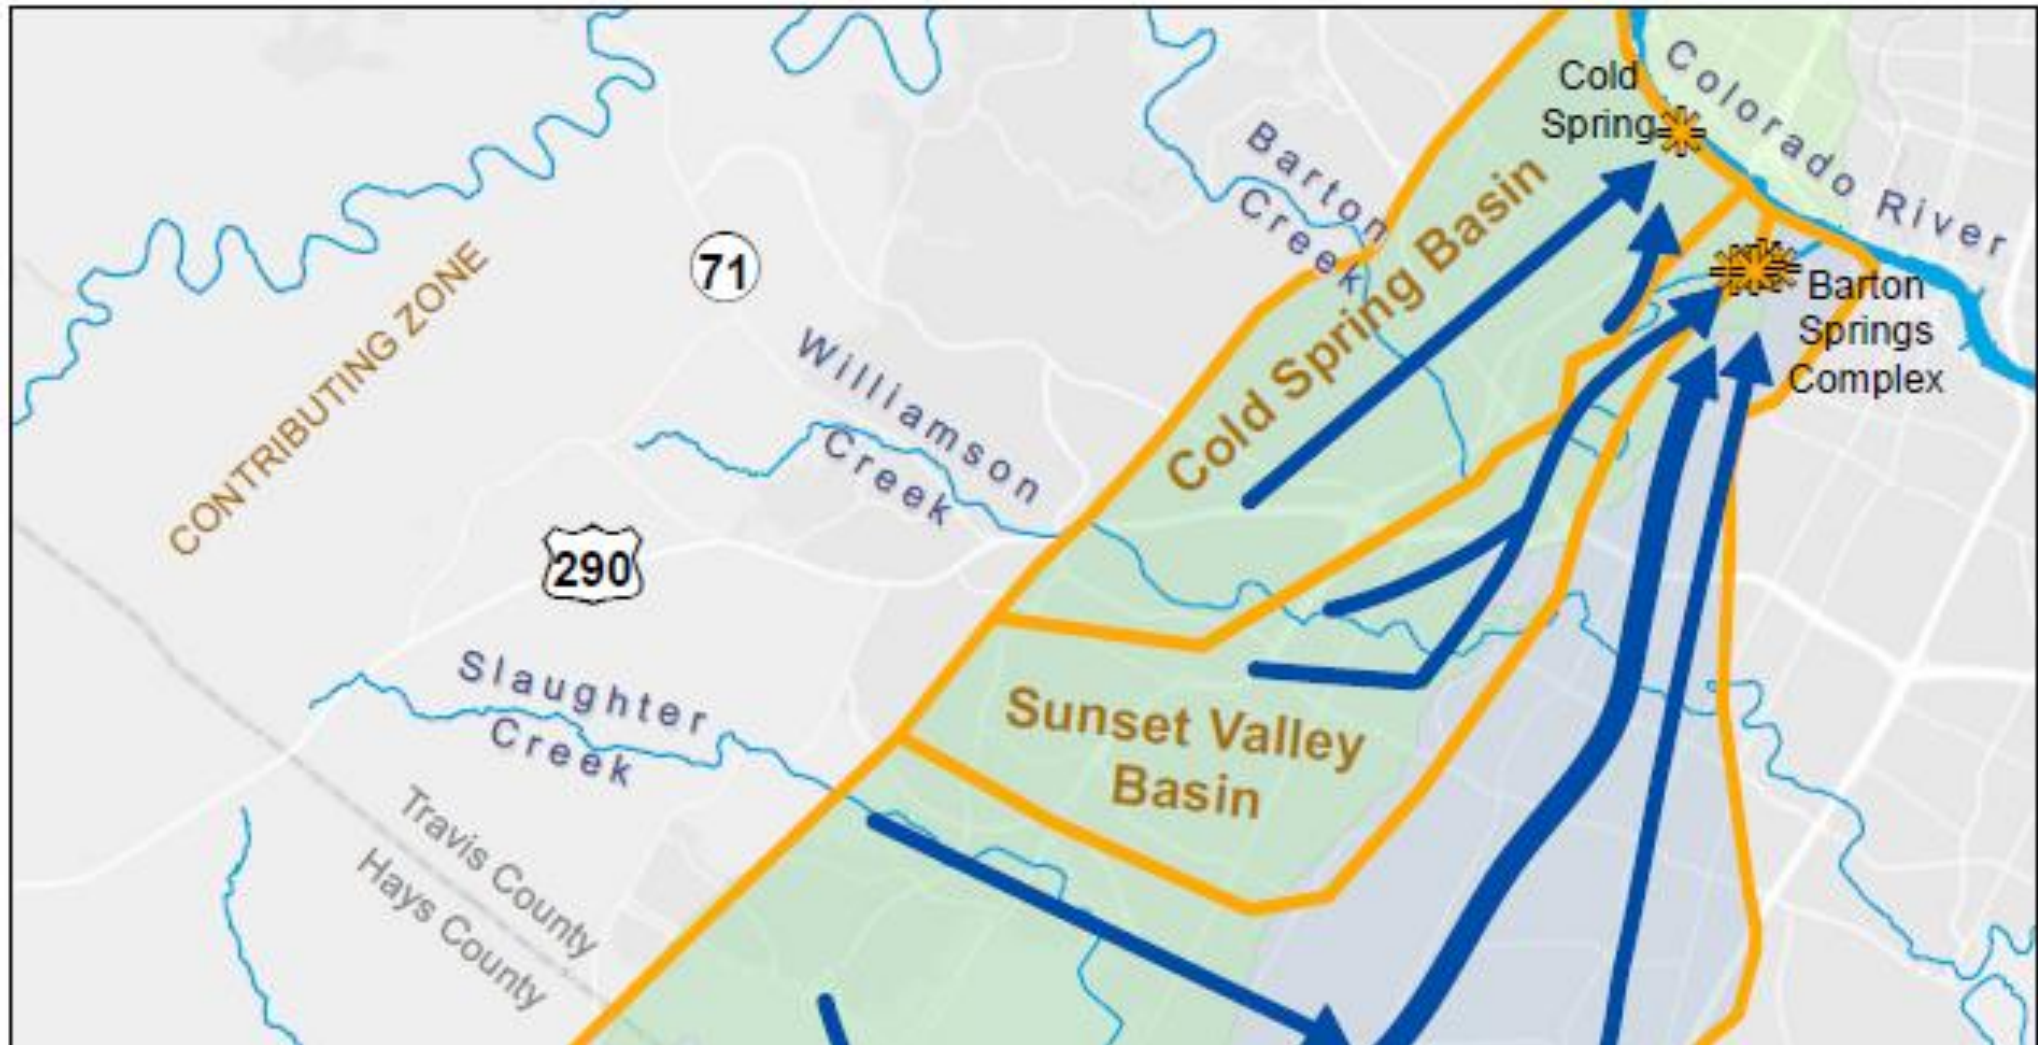 Cold
Spring
Colorado River
Barton
Creek
Cold Spring Basin
CONTRIBUTING ZONE
71
Barton
Springs
Complex
Williamson
Creek
290
Slaughter
Creek
Sunset Valley
Basin
Travis County
Hays County